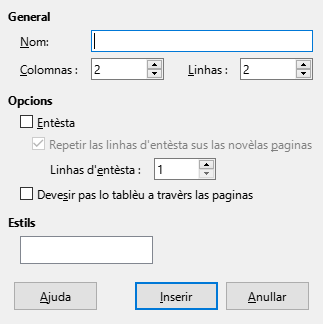 General
Nom:
Colomnas : 2 Linhas : 2
Opcions
Entèsta
Repetir las linhas d'entèsta sus las novèlas paginas
Linhas d'entèsta : 1
Devesir pas lo tablèu a travèrs las paginas
Estils
Ajuda Inserir Anullar